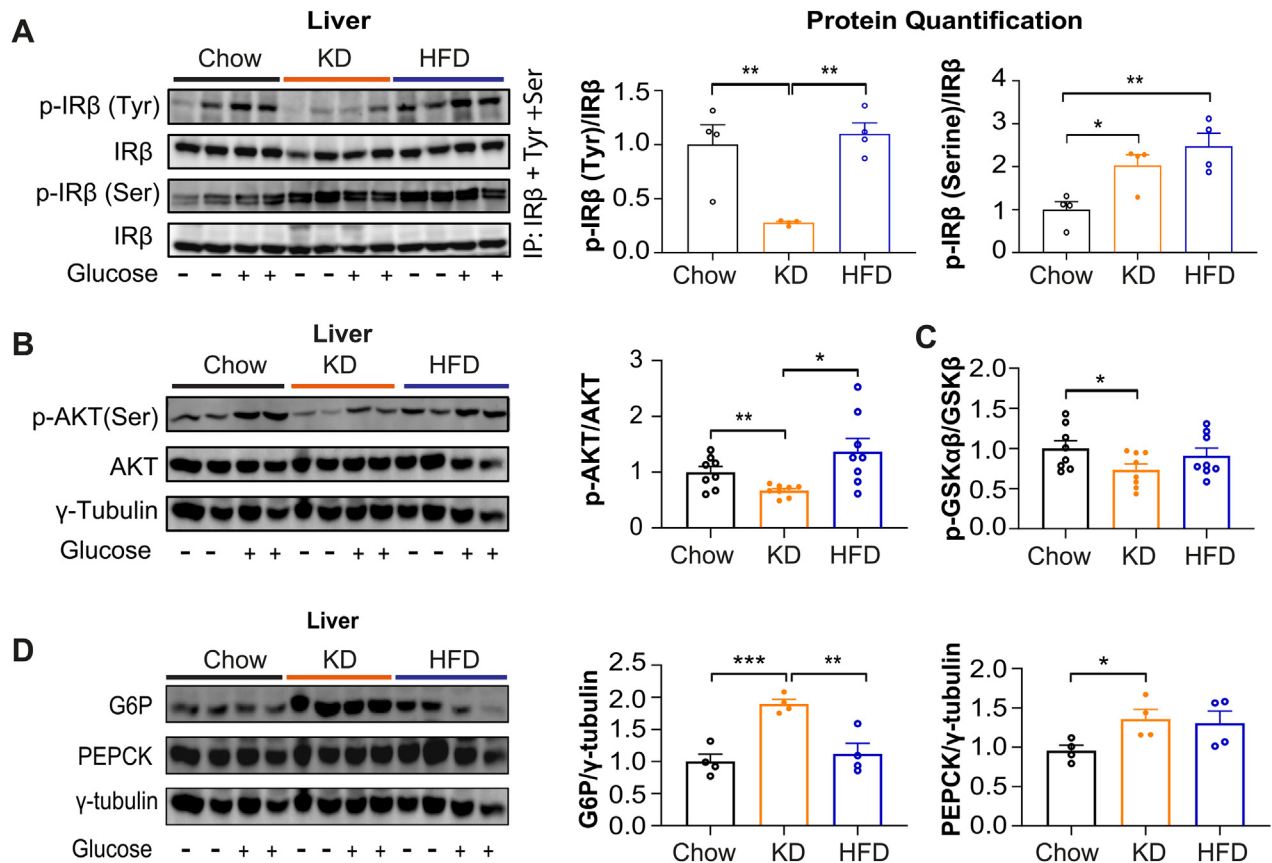 Liver
Protein Quantification
A
Chow KD HFD
p-IRβ (Tyr)
IRβ
p-IRβ (Ser)
IRβ
Glucose - - + + - - + + - - + +
IP: IRβ + Tyr +Ser
p-IRβ (Tyr)/IRβ
1.5
1.0
0.5
0.0
** **
Chow KD HFD
p-IRβ (Serine)/IRβ
4
3
2
1
0
**
*
Chow KD HFD
B
Liver
Chow KD HFD
p-AKT(Ser)
AKT
γ-Tubulin
Glucose - - + + - - + + - - + +
p-AKT/AKT
3
2
1
0
*
**
Chow KD HFD
C
p-GSKαβ/GSKβ
2.0
1.5
1.0
0.5
0.0
*
Chow KD HFD
D
Liver
Chow KD HFD
G6P
PEPCK
γ-tubulin
Glucose - - + + - - + + - - + +
G6P/γ-tubulin
2.5
2.0
1.5
1.0
0.5
0.0
*** **
Chow KD HFD
PEPCK/γ-tubulin
2.0
1.5
1.0
0.5
0.0
*
Chow KD HFD